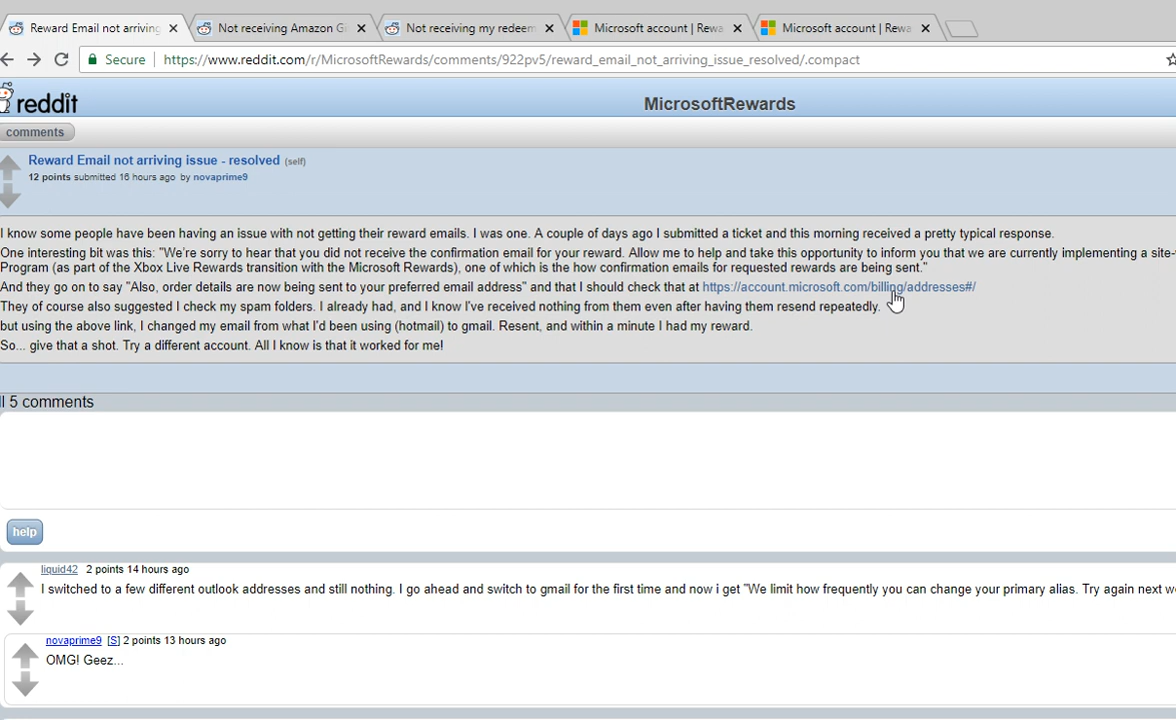 Reward Email not arriving
Not receiving Amazon Gi
Not receiving my redeem
Microsoft account | Rewa
Microsoft account | Rewa
Secure
https://www.reddit.com/r/MicrosoftRewards/comments/922pv5/reward_email_not_arriving_issue_resolved/.compact
reddit
MicrosoftRewards
comments
Reward Email not arriving issue - resolved (self)
12 points submitted 16 hours ago by novaprime9
I know some people have been having an issue with not getting their reward emails. I was one. A couple of days ago I submitted a ticket and this morning received a pretty typical response.
One interesting bit was this: "We're sorry to hear that you did not receive the confirmation email for your reward. Allow me to help and take this opportunity to inform you that we are currently implementing a site-
Program (as part of the Xbox Live Rewards transition with the Microsoft Rewards), one of which is the how confirmation emails for requested rewards are being sent."
And they go on to say "Also, order details are now being sent to your preferred email address" and that I should check that at https://account.microsoft.com/billing/addresses#/
They of course also suggested I check my spam folders. I already had, and I know I've received nothing from them even after having them resend repeatedly.
but using the above link, I changed my email from what I'd been using (hotmail) to gmail. Resent, and within a minute I had my reward.
So... give that a shot. Try a different account. All I know is that it worked for me!
ll 5 comments
help
liquid42 2 points 14 hours ago
I switched to a few different outlook addresses and still nothing. I go ahead and switch to gmail for the first time and now i get "We limit how frequently you can change your primary alias. Try again next w
novaprime9 [S] 2 points 13 hours ago
OMG! Geez...